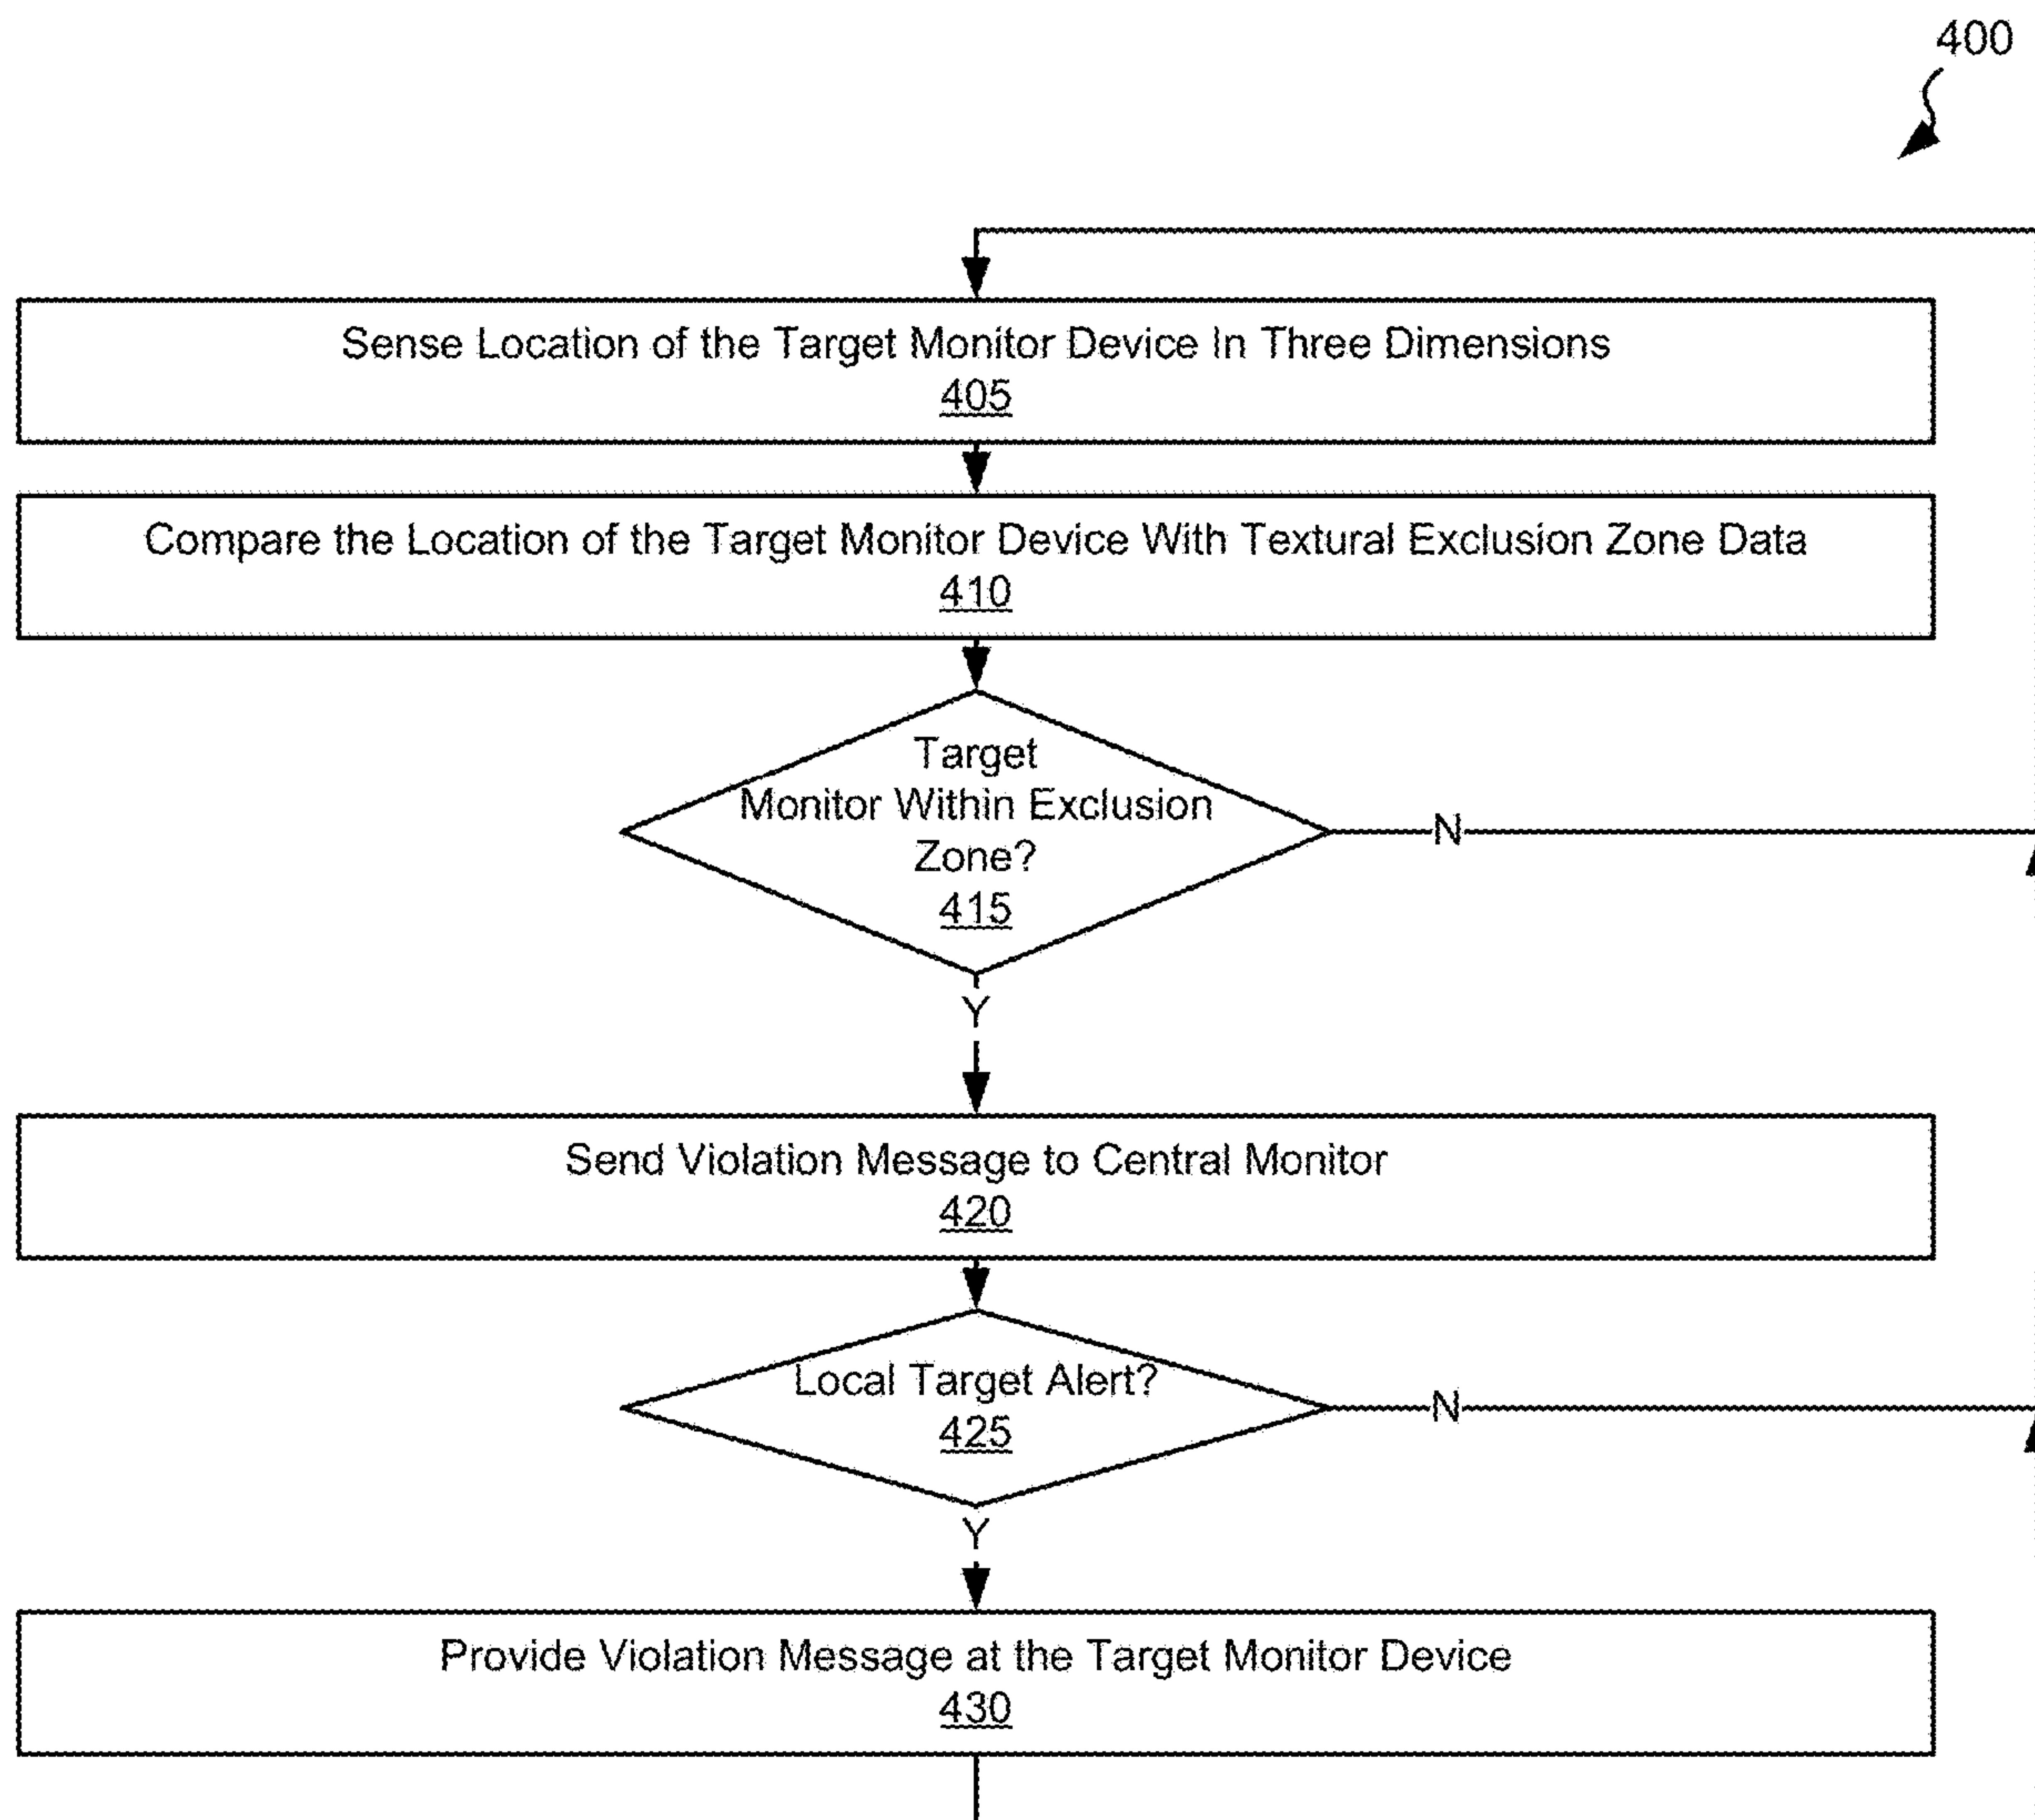 400
Sense Location of the Target Monitor Device In Three Dimensions
405
Compare the Location of the Target Monitor Device With Textural Exclusion Zone Data
410
Target
Monitor Within Exclusion
Zone?
415
N
Y
Send Violation Message to Central Monitor
420
Local Target Alert?
425
N
Y
Provide Violation Message at the Target Monitor Device
430